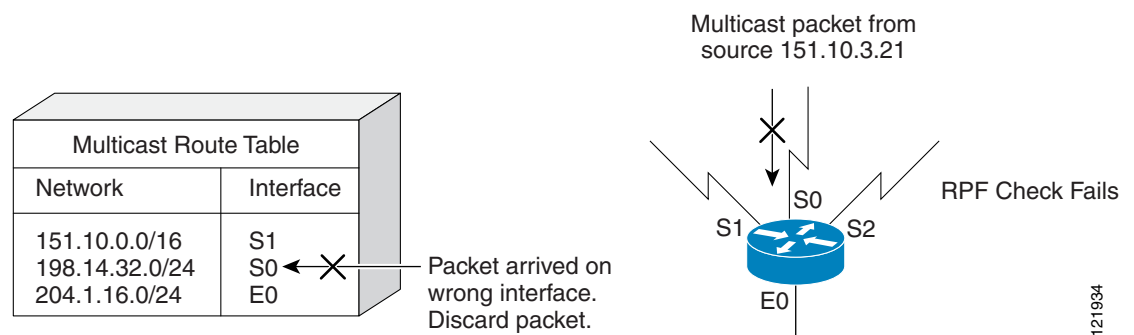 Multicast packet from
source 151.10.3.21
Multicast Route Table
Network Interface
151.10.0.0/16 S1
198.14.32.0/24 S0
204.1.16.0/24 E0
Packet arrived on
wrong interface.
Discard packet.
S0
S1
S2
E0
RPF Check Fails
121934